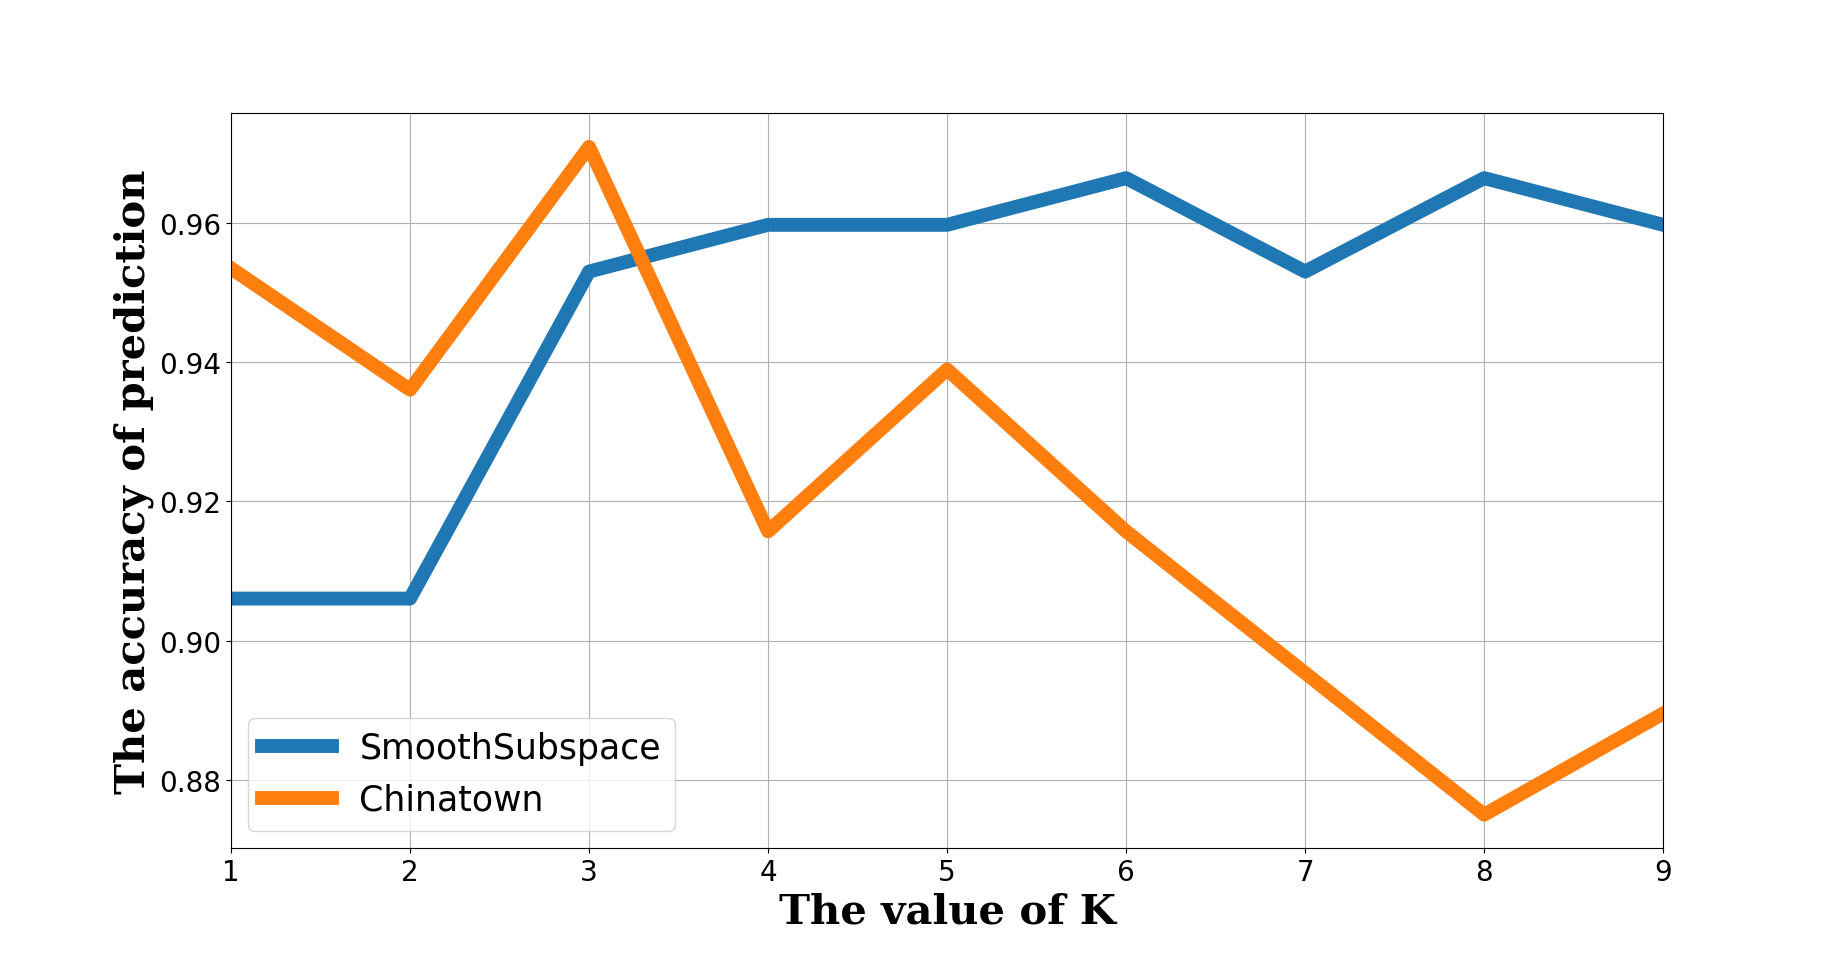 The accuracy of prediction
0.96
0.94
0.92
0.90
0.88
SmoothSubspace
Chinatown
1 2 3 4 5 6 7 8 9
The value of K